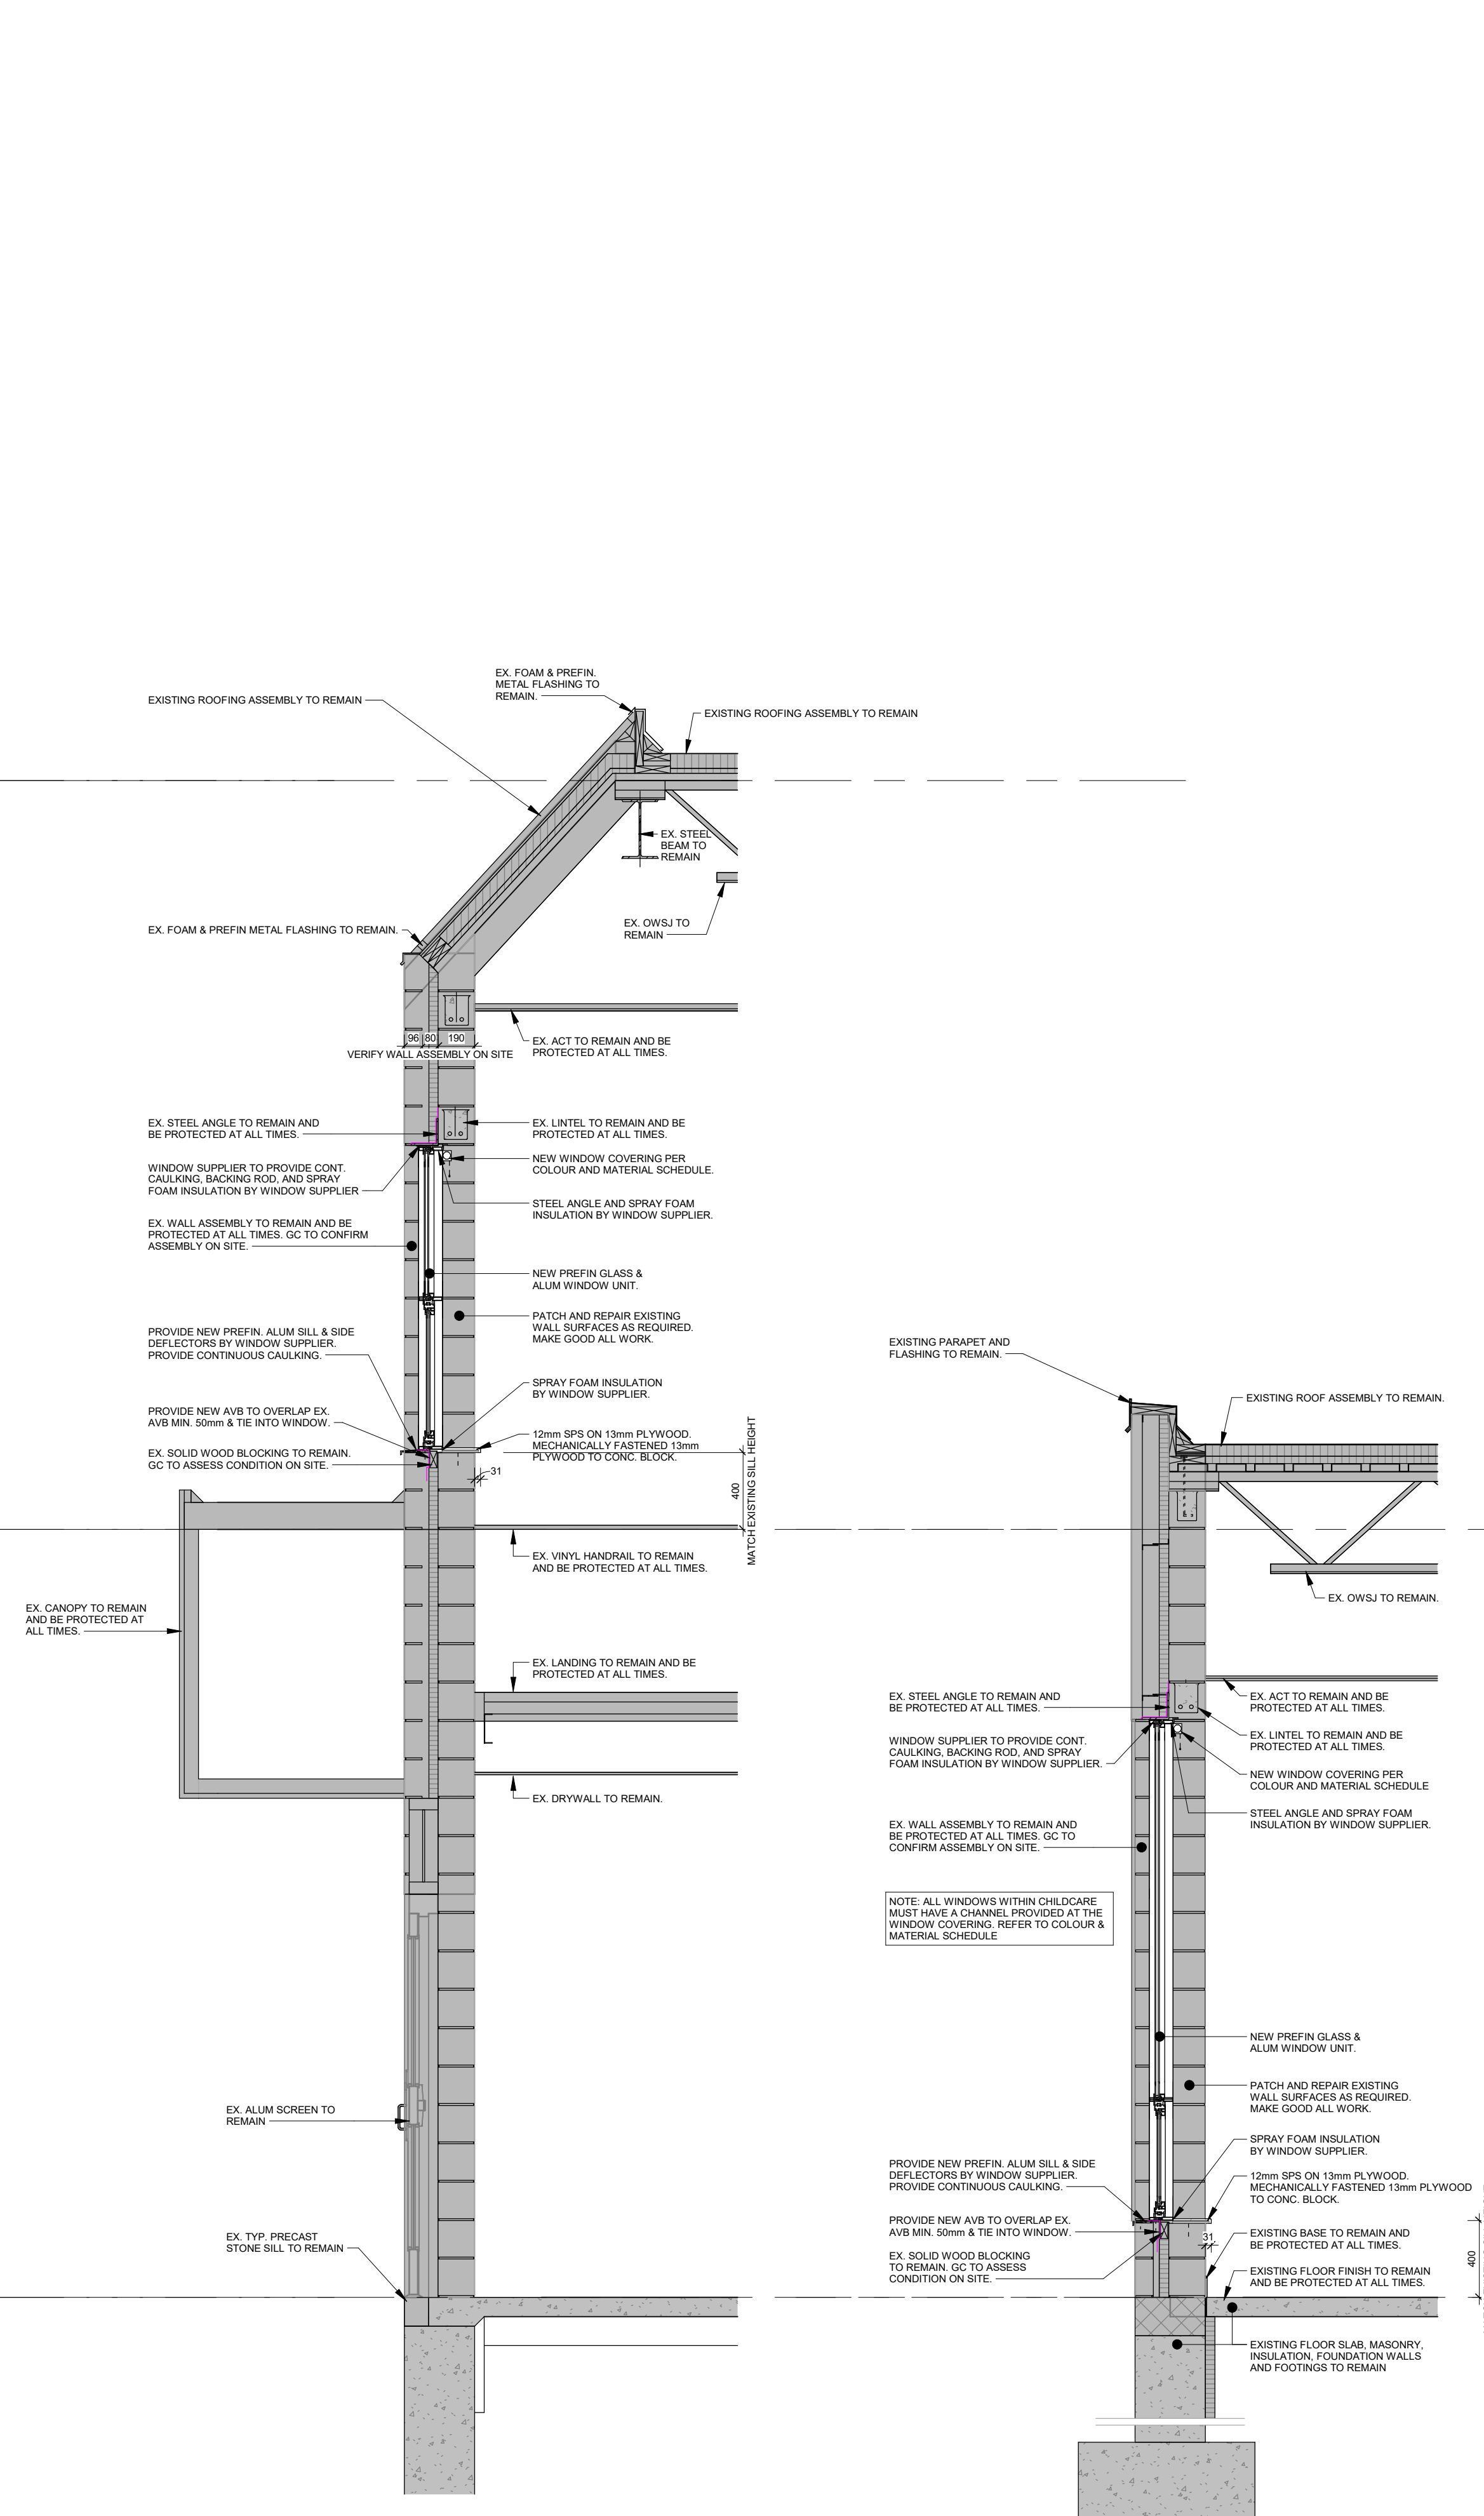 EX. FOAM & PREFIN.
METAL FLASHING TO
REMAIN.
EXISTING ROOFING ASSEMBLY TO REMAIN
EXISTING ROOFING ASSEMBLY TO REMAIN
EX. STEEL
BEAM TO
REMAIN
EX. OWSJ TO
REMAIN
EX. FOAM & PREFIN METAL FLASHING TO REMAIN.
96 80 190
VERIFY WALL ASSEMBLY ON SITE
EX. ACT TO REMAIN AND BE
PROTECTED AT ALL TIMES.
EX. STEEL ANGLE TO REMAIN AND
BE PROTECTED AT ALL TIMES.
EX. LINTEL TO REMAIN AND BE
PROTECTED AT ALL TIMES.
WINDOW SUPPLIER TO PROVIDE CONT.
CAULKING, BACKING ROD, AND SPRAY
FOAM INSULATION BY WINDOW SUPPLIER
NEW WINDOW COVERING PER
COLOUR AND MATERIAL SCHEDULE.
STEEL ANGLE AND SPRAY FOAM
INSULATION BY WINDOW SUPPLIER.
EX. WALL ASSEMBLY TO REMAIN AND BE
PROTECTED AT ALL TIMES. GC TO CONFIRM
ASSEMBLY ON SITE.
NEW PREFIN GLASS &
ALUM WINDOW UNIT.
PATCH AND REPAIR EXISTING
WALL SURFACES AS REQUIRED.
MAKE GOOD ALL WORK.
PROVIDE NEW PREFIN. ALUM SILL & SIDE
DEFLECTORS BY WINDOW SUPPLIER.
PROVIDE CONTINUOUS CAULKING.
SPRAY FOAM INSULATION
BY WINDOW SUPPLIER.
PROVIDE NEW AVB TO OVERLAP EX.
AVB MIN. 50mm & TIE INTO WINDOW.
12mm SPS ON 13mm PLYWOOD.
MECHANICALLY FASTENED 13mm
PLYWOOD TO CONC. BLOCK.
EX. SOLID WOOD BLOCKING TO REMAIN.
GC TO ASSESS CONDITION ON SITE.
31
400
MATCH EXISTING SILL HEIGHT
EX. VINYL HANDRAIL TO REMAIN
AND BE PROTECTED AT ALL TIMES.
EX. CANOPY TO REMAIN
AND BE PROTECTED AT
ALL TIMES.
EX. LANDING TO REMAIN AND BE
PROTECTED AT ALL TIMES.
EX. DRYWALL TO REMAIN.
EX. ALUM SCREEN TO
REMAIN
EX. TYP. PRECAST
STONE SILL TO REMAIN
EXISTING PARAPET AND
FLASHING TO REMAIN.
EXISTING ROOF ASSEMBLY TO REMAIN.
EX. OWSJ TO REMAIN.
EX. STEEL ANGLE TO REMAIN AND
BE PROTECTED AT ALL TIMES.
EX. ACT TO REMAIN AND BE
PROTECTED AT ALL TIMES.
EX. LINTEL TO REMAIN AND BE
PROTECTED AT ALL TIMES.
WINDOW SUPPLIER TO PROVIDE CONT.
CAULKING, BACKING ROD, AND SPRAY
FOAM INSULATION BY WINDOW SUPPLIER.
NEW WINDOW COVERING PER
COLOUR AND MATERIAL SCHEDULE
STEEL ANGLE AND SPRAY FOAM
INSULATION BY WINDOW SUPPLIER.
EX. WALL ASSEMBLY TO REMAIN AND
BE PROTECTED AT ALL TIMES. GC TO
CONFIRM ASSEMBLY ON SITE.
NOTE: ALL WINDOWS WITHIN CHILDCARE
MUST HAVE A CHANNEL PROVIDED AT THE
WINDOW COVERING. REFER TO COLOUR &
MATERIAL SCHEDULE
NEW PREFIN GLASS &
ALUM WINDOW UNIT.
PATCH AND REPAIR EXISTING
WALL SURFACES AS REQUIRED.
MAKE GOOD ALL WORK.
SPRAY FOAM INSULATION
BY WINDOW SUPPLIER.
PROVIDE NEW PREFIN. ALUM SILL & SIDE
DEFLECTORS BY WINDOW SUPPLIER.
PROVIDE CONTINUOUS CAULKING.
12mm SPS ON 13mm PLYWOOD.
MECHANICALLY FASTENED 13mm PLYWOOD
TO CONC. BLOCK.
PROVIDE NEW AVB TO OVERLAP EX.
AVB MIN. 50mm & TIE INTO WINDOW.
31
EXISTING BASE TO REMAIN AND
BE PROTECTED AT ALL TIMES.
EX. SOLID WOOD BLOCKING
TO REMAIN. GC TO ASSESS
CONDITION ON SITE.
400
EXISTING FLOOR FINISH TO REMAIN
AND BE PROTECTED AT ALL TIMES.
EXISTING FLOOR SLAB, MASONRY,
INSULATION, FOUNDATION WALLS
AND FOOTINGS TO REMAIN